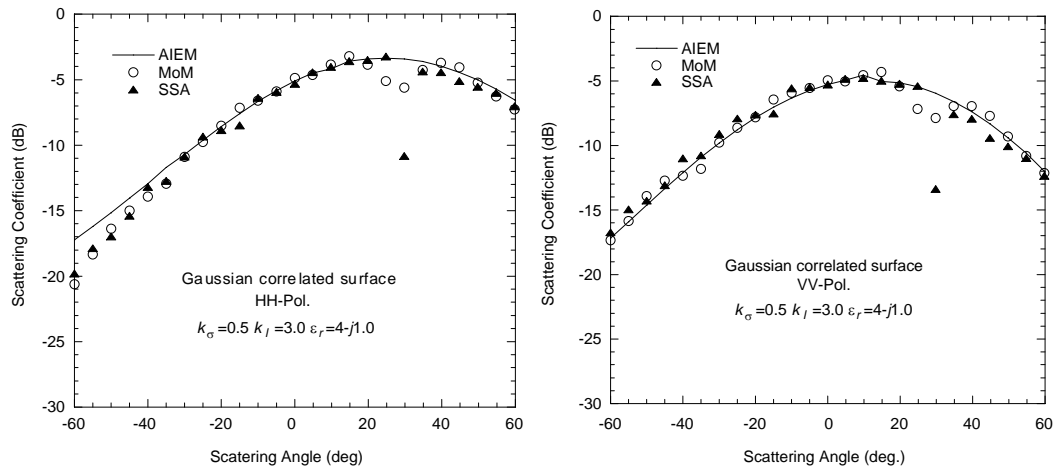 0
-5
-10
-15
-20
-25
-30
-60
-40
-20
0
20
40
60
Scattering Coefficient (dB)
Scattering Angle (deg)
AIEM
MoM
SSA
Gaussian correlated surface
HH-Pol.
kσ=0.5 kl=3.0 εr=4-j1.0
0
-5
-10
-15
-20
-25
-30
-60
-40
-20
0
20
40
60
Scattering Coefficient (dB)
Scattering Angle (deg.)
AIEM
MoM
SSA
Gaussian correlated surface
VV-Pol.
kσ=0.5 kl=3.0 εr=4-j1.0